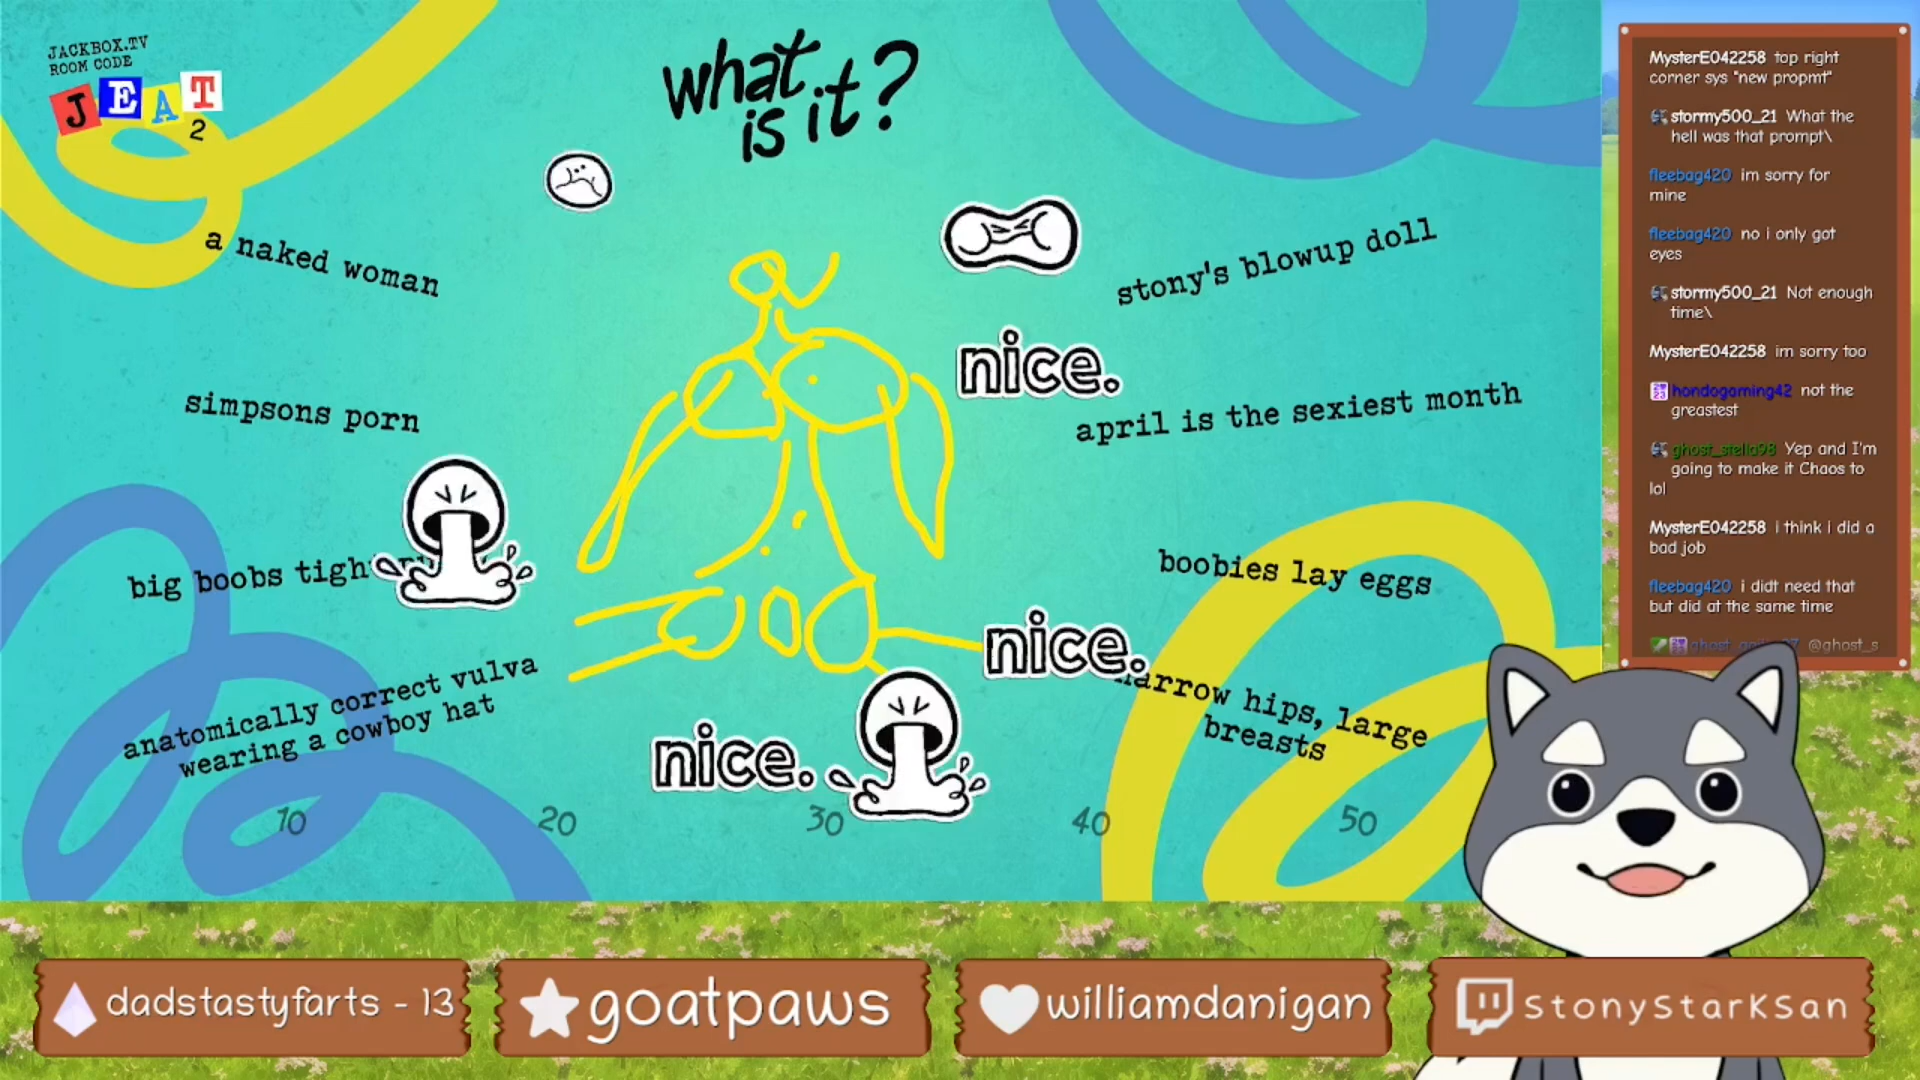 JACKBOX.TV
ROOM CODE
JEAT
2
what
is it?
a naked woman
stony's blowup doll
simpsons porn
april is the sexiest month
nice.
big boobs tigh
boobies lay eggs
anatomically correct vulva
wearing a cowboy hat
nice.
narrow hips, large
breasts
nice.
10
20
30
40
50
MysterE042258 top right
corner sys "new propmt"
stormy500_21 What the
hell was that prompt\
fleebag420 im sorry for
mine
fleebag420 no i only got
eyes
stormy500_21 Not enough
time\
MysterE042258 im sorry too
hondogaming42 not the
greastest
ghost_stella98 Yep and I'm
going to make it Chaos to
lol
MysterE042258 i think i did a
bad job
fleebag420 i didt need that
but did at the same time
@ghost_s
dadstastyfarts - 13
goatpaws
williamdanigan
StonyStarkSan